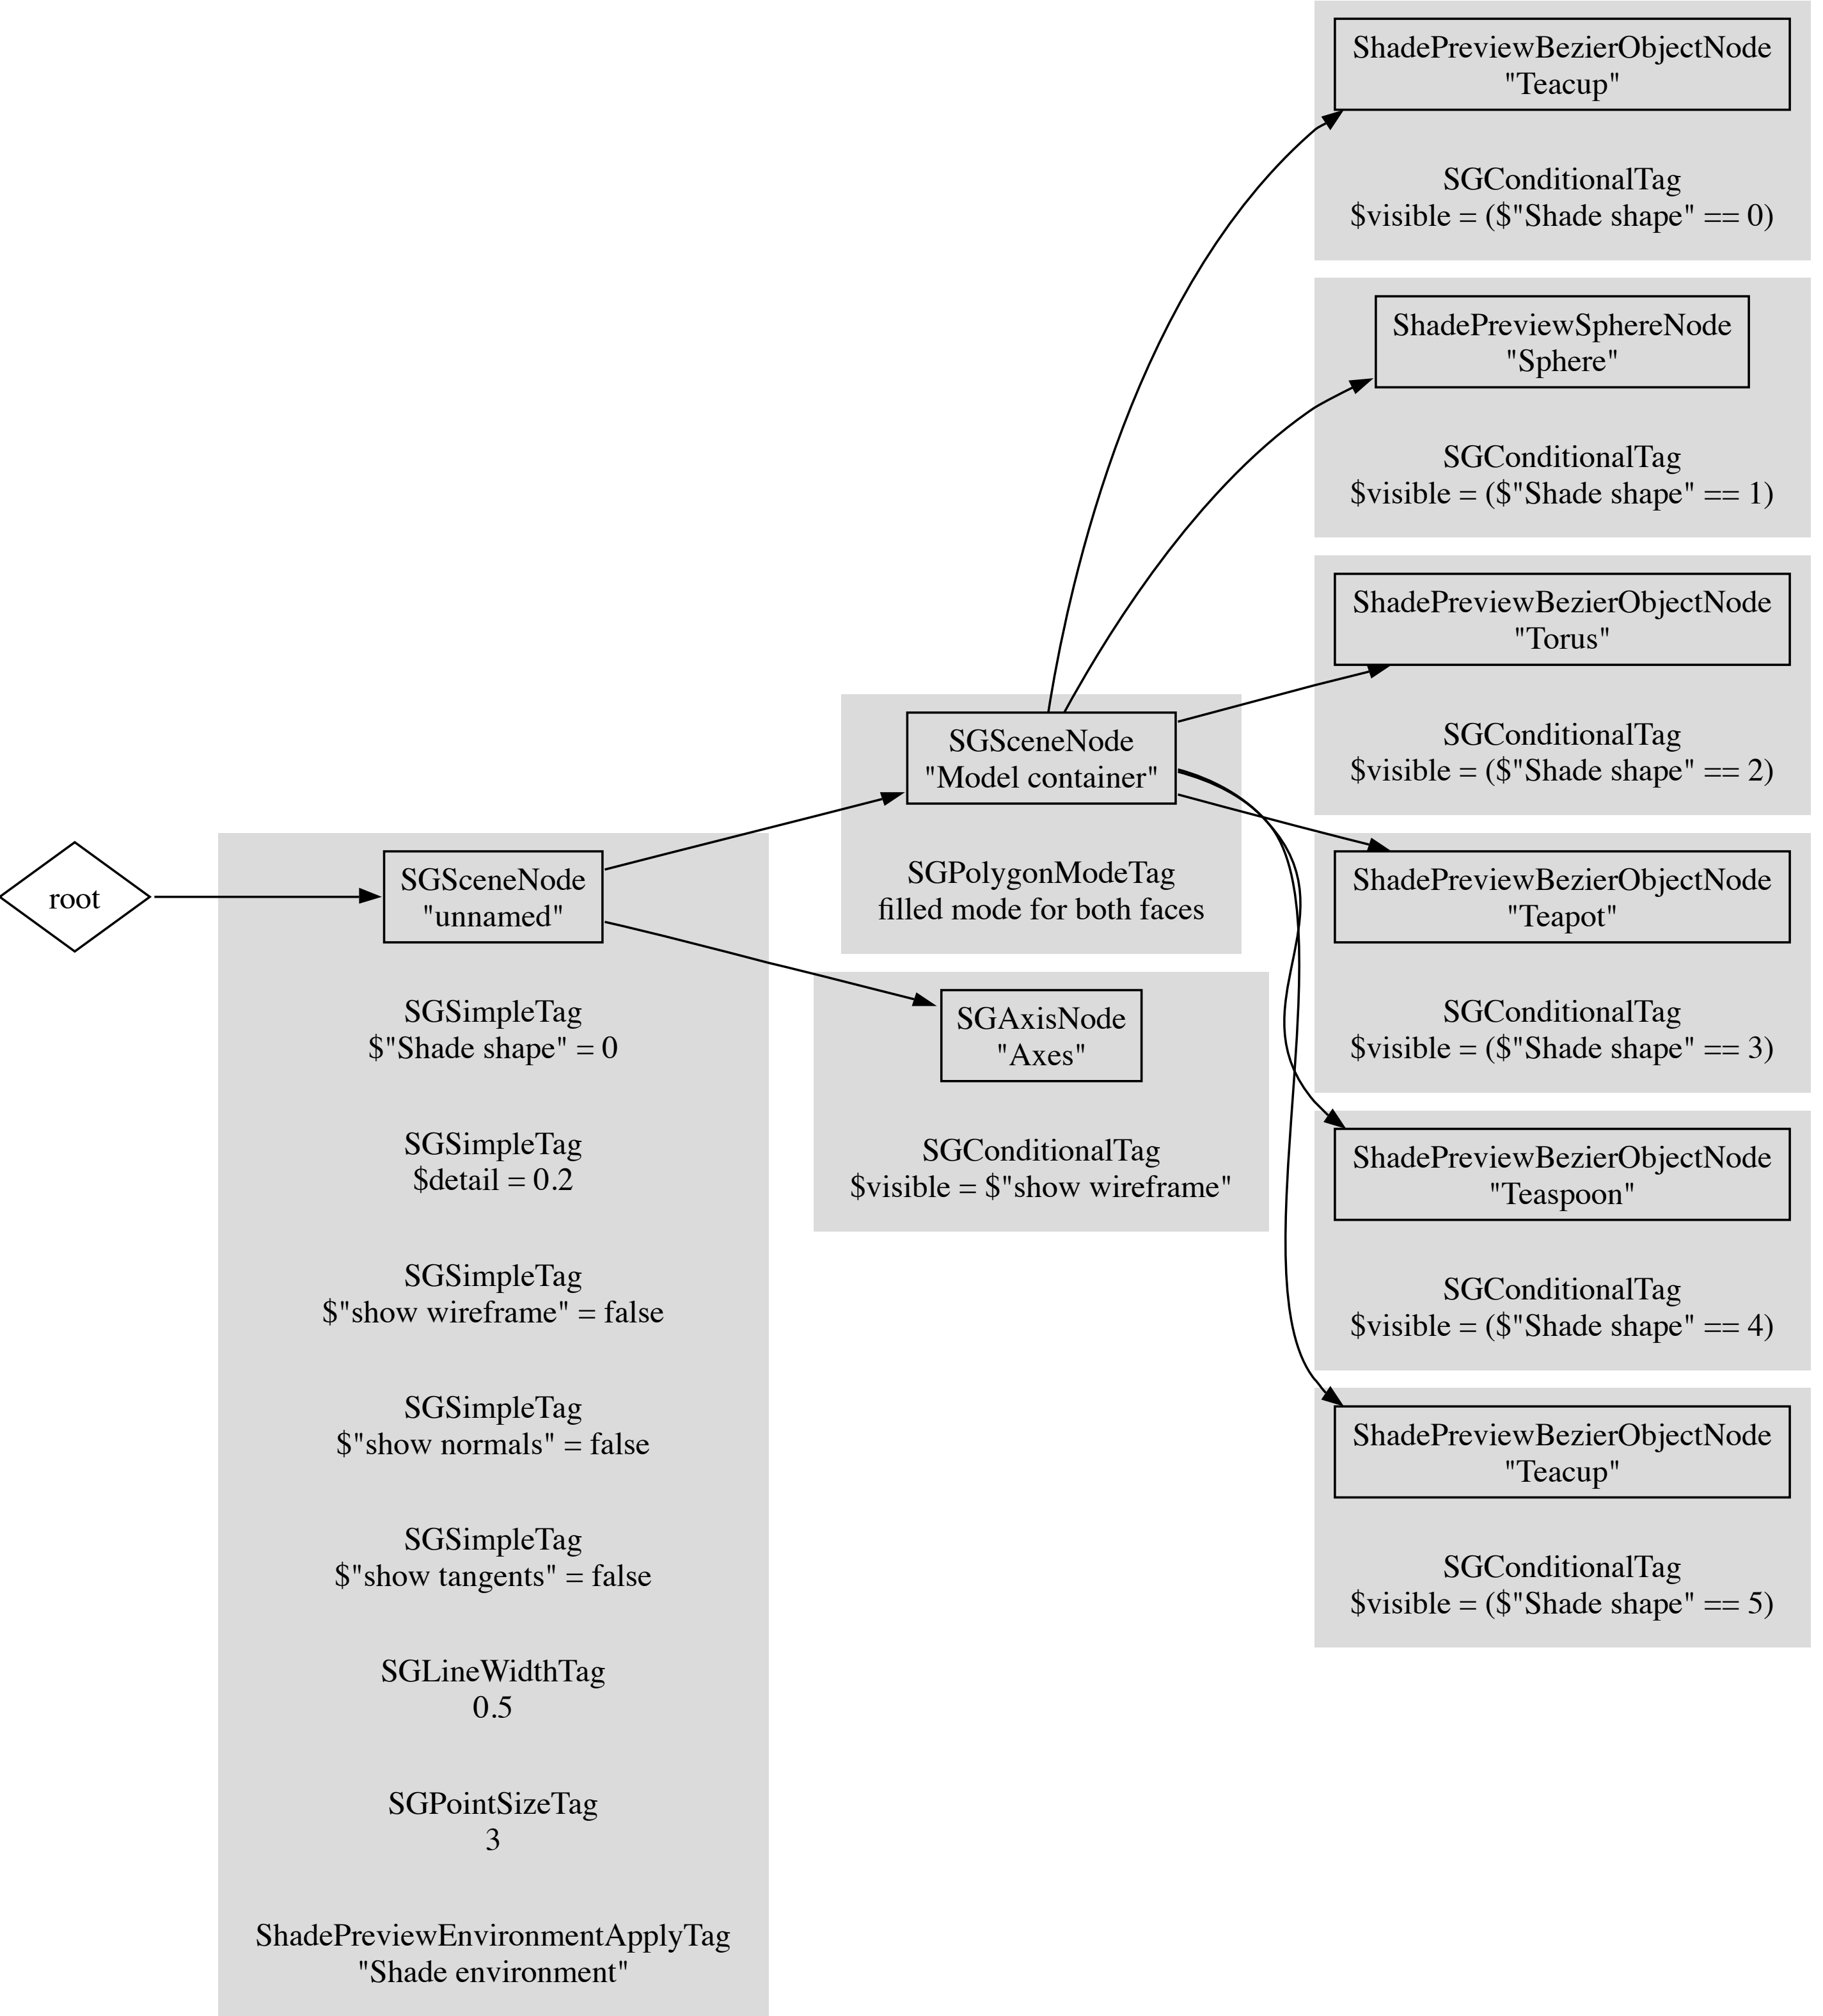 root
SGSceneNode
"unnamed"
SGSimpleTag
$"Shade shape" = 0
SGSimpleTag
$detail = 0.2
SGSimpleTag
$"show wireframe" = false
SGSimpleTag
$"show normals" = false
SGSimpleTag
$"show tangents" = false
SGLineWidthTag
0.5
SGPointSizeTag
3
ShadePreviewEnvironmentApplyTag
"Shade environment"
SGSceneNode
"Model container"
SGPolygonModeTag
filled mode for both faces
SGAxisNode
"Axes"
SGConditionalTag
$visible = $"show wireframe"
ShadePreviewBezierObjectNode
"Teacup"
SGConditionalTag
$visible = ($"Shade shape" == 0)
ShadePreviewSphereNode
"Sphere"
SGConditionalTag
$visible = ($"Shade shape" == 1)
ShadePreviewBezierObjectNode
"Torus"
SGConditionalTag
$visible = ($"Shade shape" == 2)
ShadePreviewBezierObjectNode
"Teapot"
SGConditionalTag
$visible = ($"Shade shape" == 3)
ShadePreviewBezierObjectNode
"Teaspoon"
SGConditionalTag
$visible = ($"Shade shape" == 4)
ShadePreviewBezierObjectNode
"Teacup"
SGConditionalTag
$visible = ($"Shade shape" == 5)